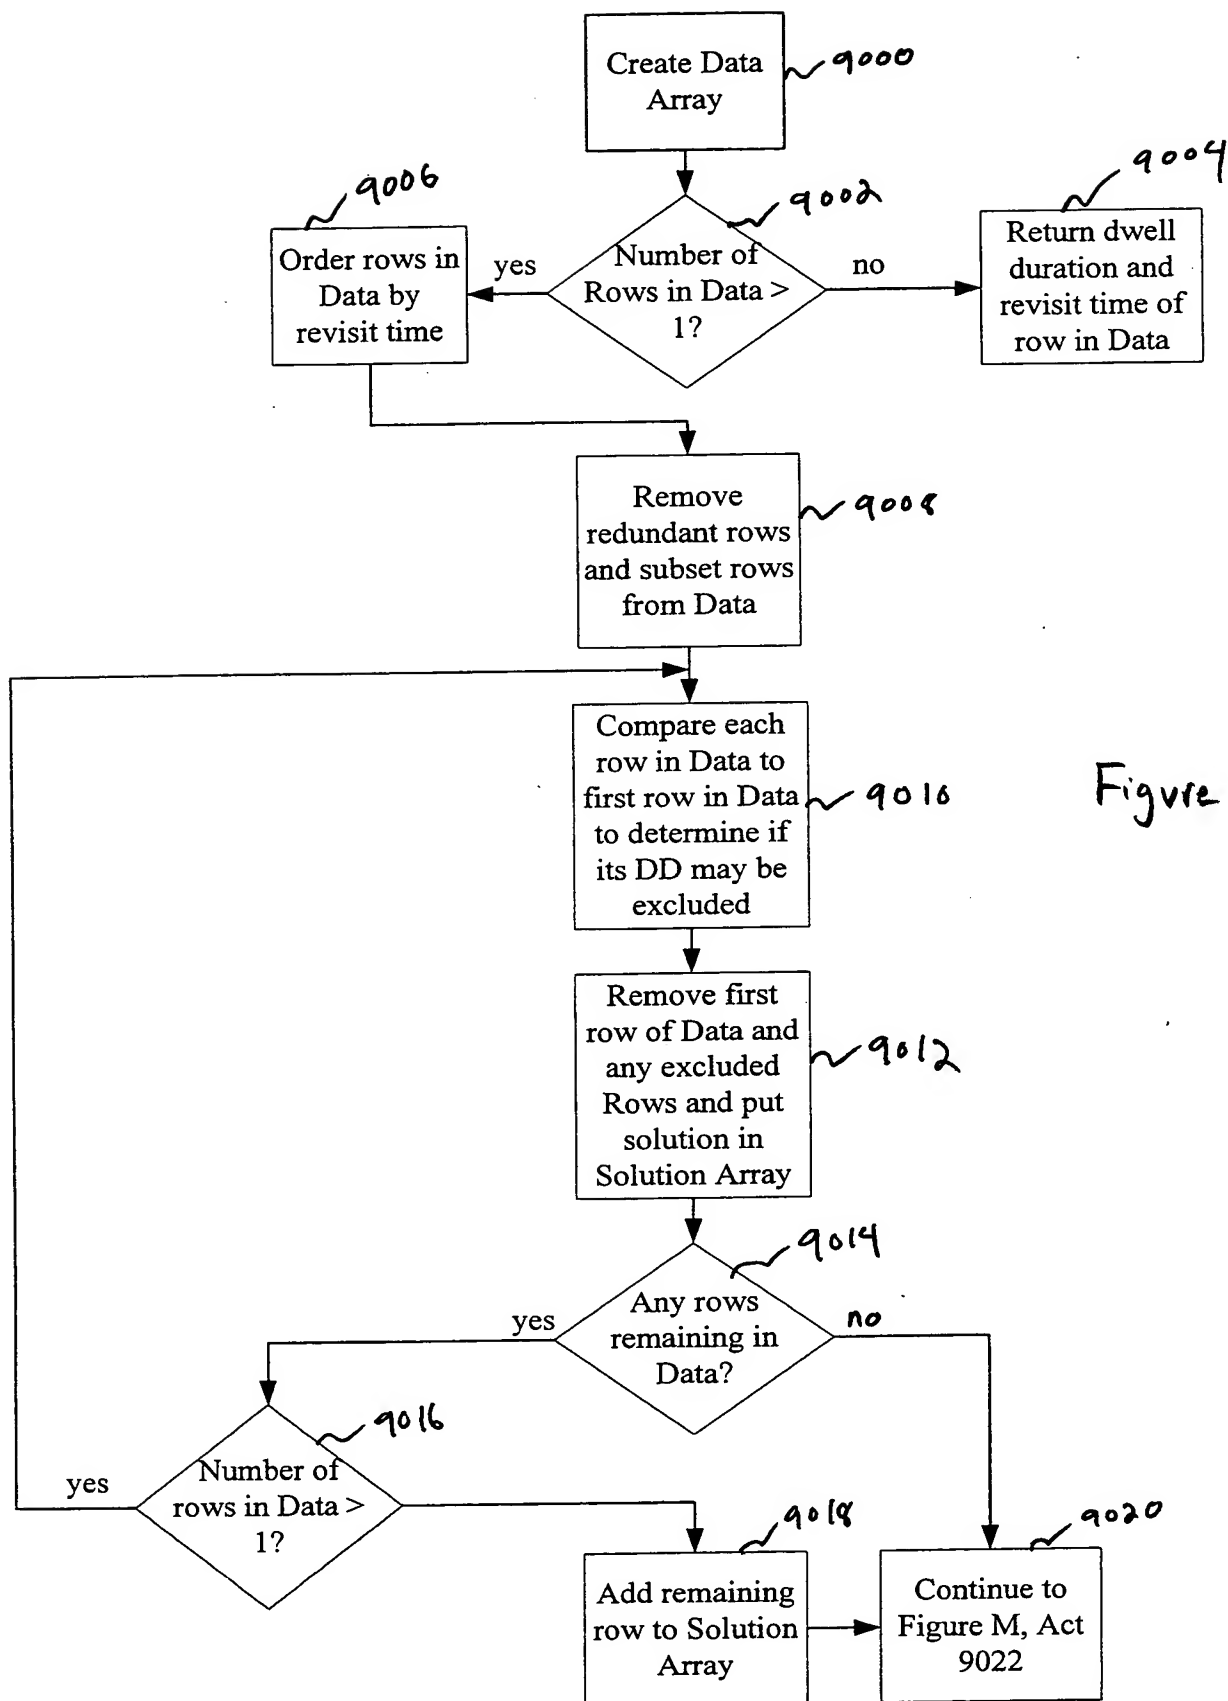 Create Data
Array
9000
9002
Number of
Rows in Data >
1?
yes
no
9004
Return dwell
duration and
revisit time of
row in Data
9006
Order rows in
Data by
revisit time
Remove
redundant rows
and subset rows
from Data
9008
Compare each
row in Data to
first row in Data
to determine if
its DD may be
excluded
9010
Figure
Remove first
row of Data and
any excluded
Rows and put
solution in
Solution Array
9012
9014
Any rows
remaining in
Data?
yes
no
9016
Number of
rows in Data >
1?
yes
9018
Add remaining
row to Solution
Array
9020
Continue to
Figure M, Act
9022